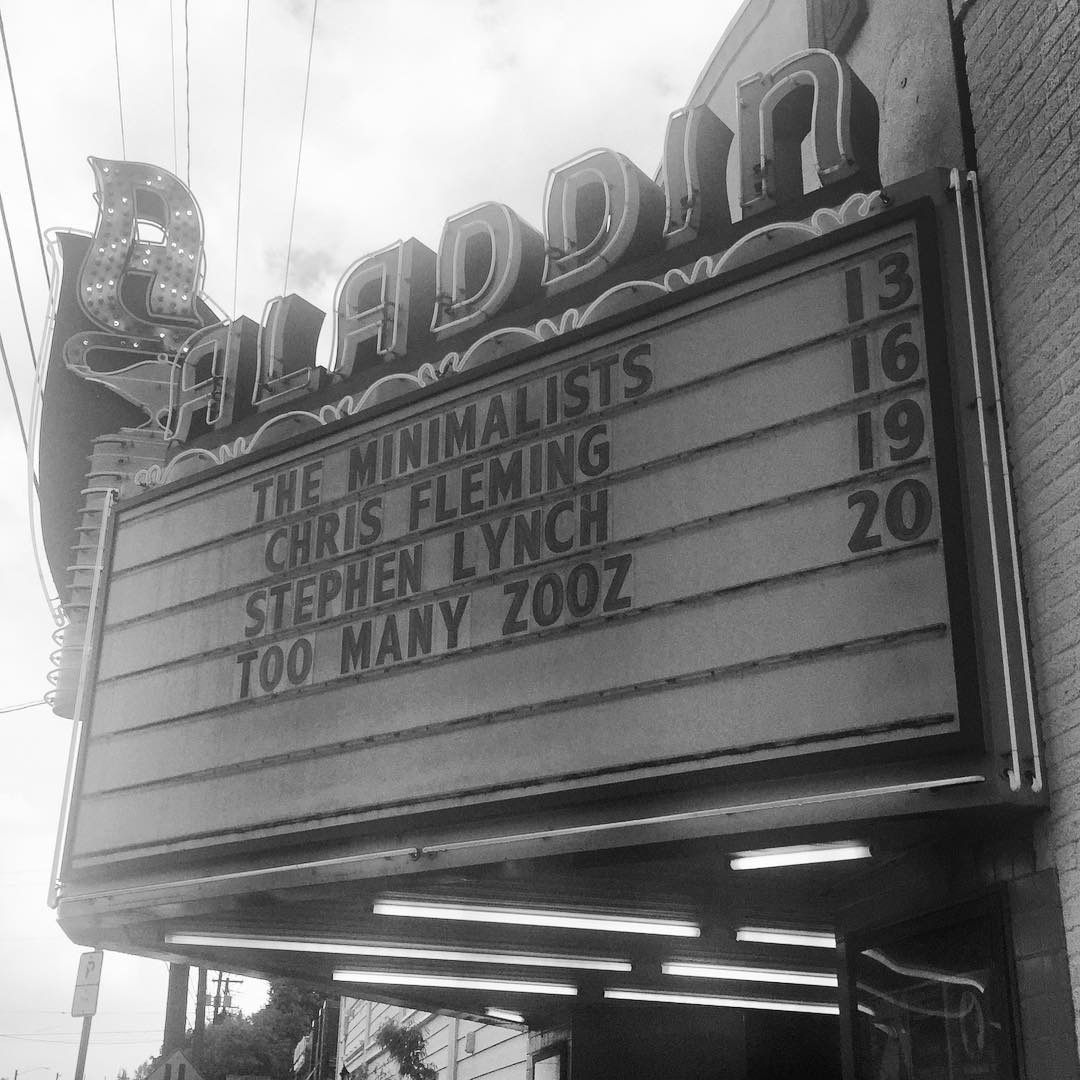 A
ALADDIN
THE MINIMALISTS 13
CHRIS FLEMING 16
STEPHEN LYNCH 19
TOO MANY ZOOZ 20
P